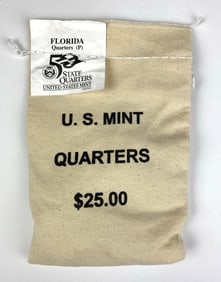 FLORIDA
Quarters (P)
50
STATE
QUARTERS
UNITED STATES MINT
U. S. MINT
QUARTERS
$25.00